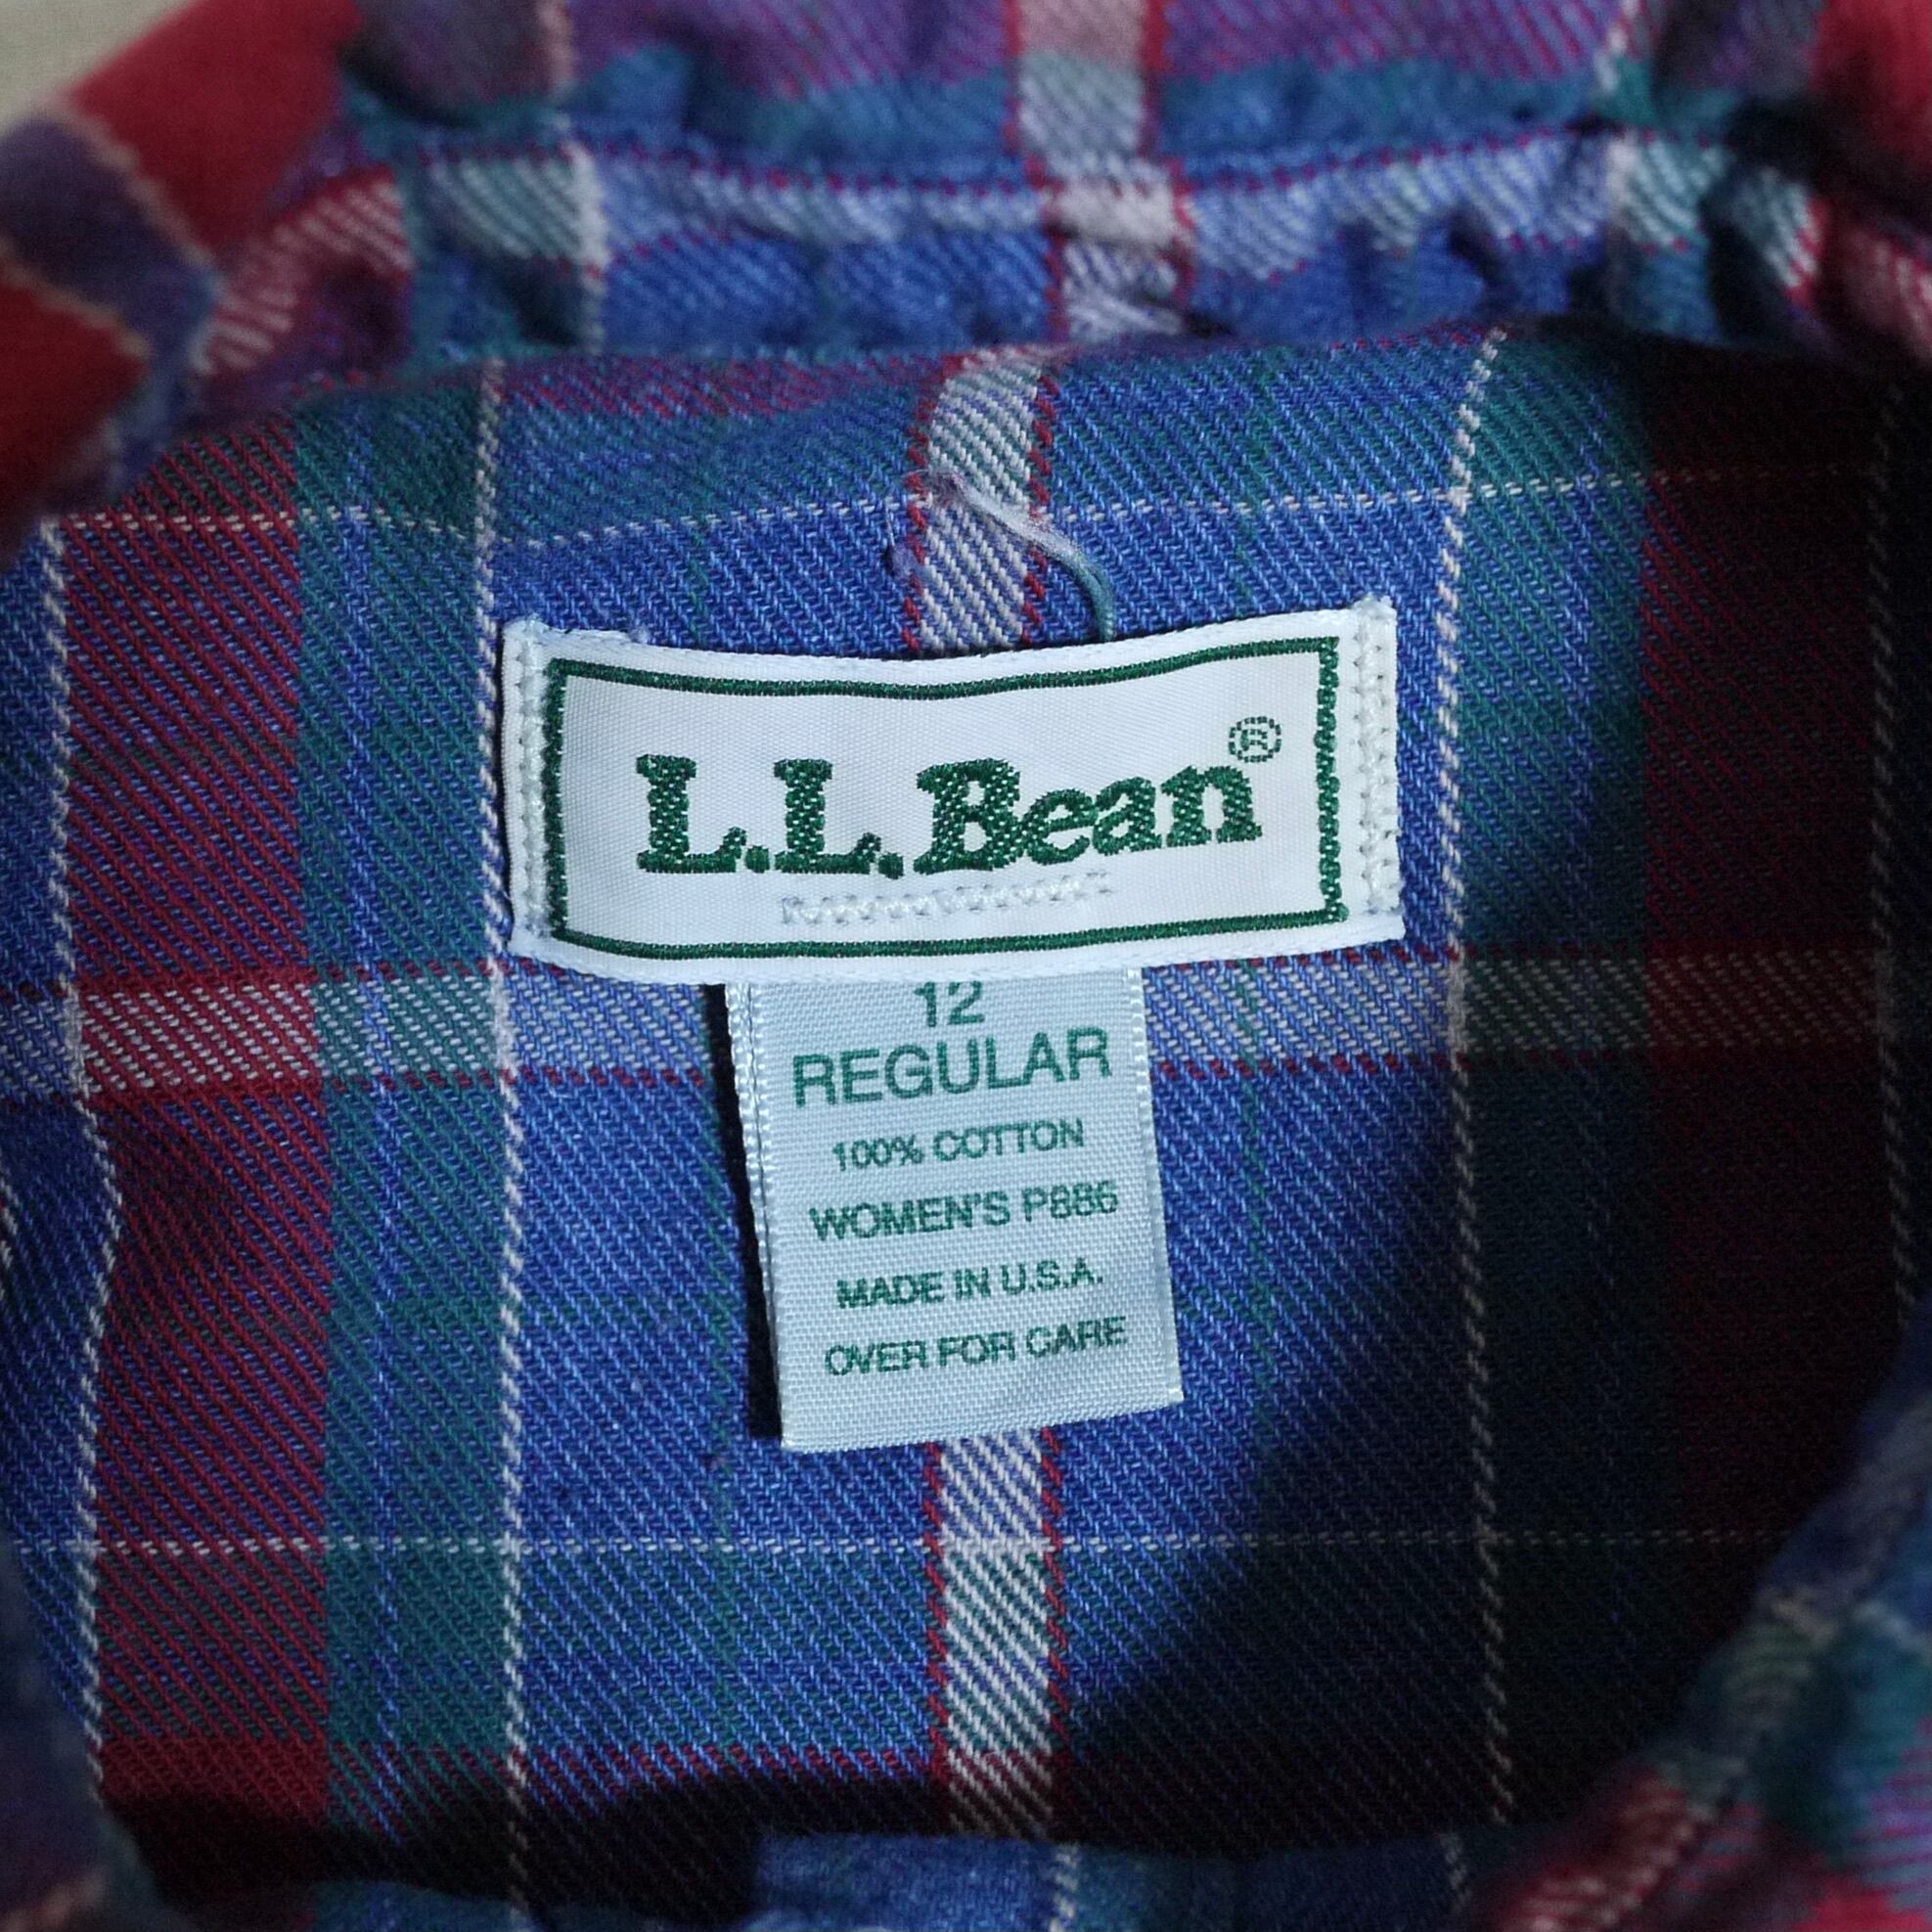 L.L.Bean®
12
REGULAR
100% COTTON
WOMEN'S P886
MADE IN U.S.A.
OVER FOR CARE